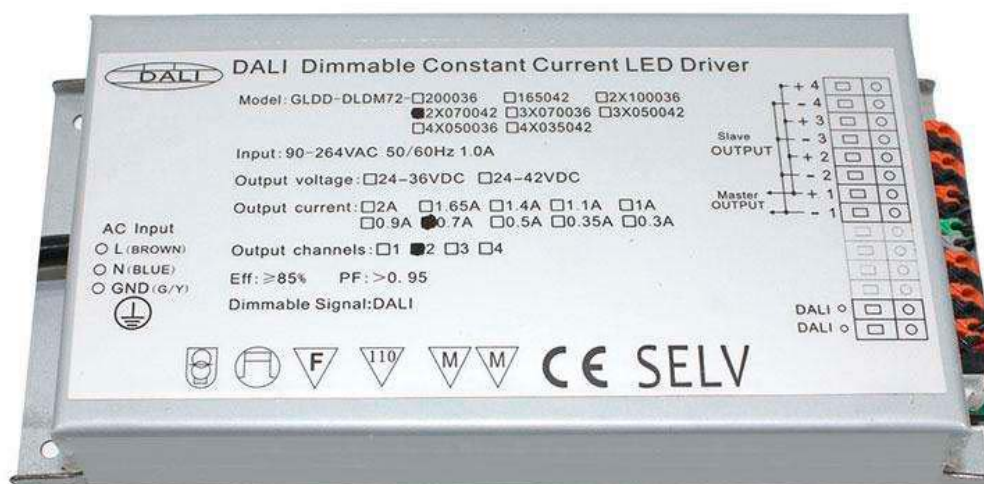 DALI
DALI Dimmable Constant Current LED Driver
Model: GLDD-DLDM72-□200036 □165042 □2X100036
■2X070042 □3X070036 □3X050042
□4X050036 □4X035042
Input: 90-264VAC 50/60Hz 1.0A
Output voltage: □24-36VDC □24-42VDC
Output current: □2A □1.65A □1.4A □1.1A □1A
□0.9A ■0.7A □0.5A □0.35A □0.3A
Output channels: □1 ■2 □3 □4
Eff: ≥85% PF: >0.95
Dimmable Signal:DALI
AC Input
L (BROWN)
N (BLUE)
GND (G/Y)
Slave
OUTPUT
Master
OUTPUT
+ 4
- 4
+ 3
- 3
+ 2
- 2
+ 1
- 1
DALI
DALI
F
110
M
M
CE SELV